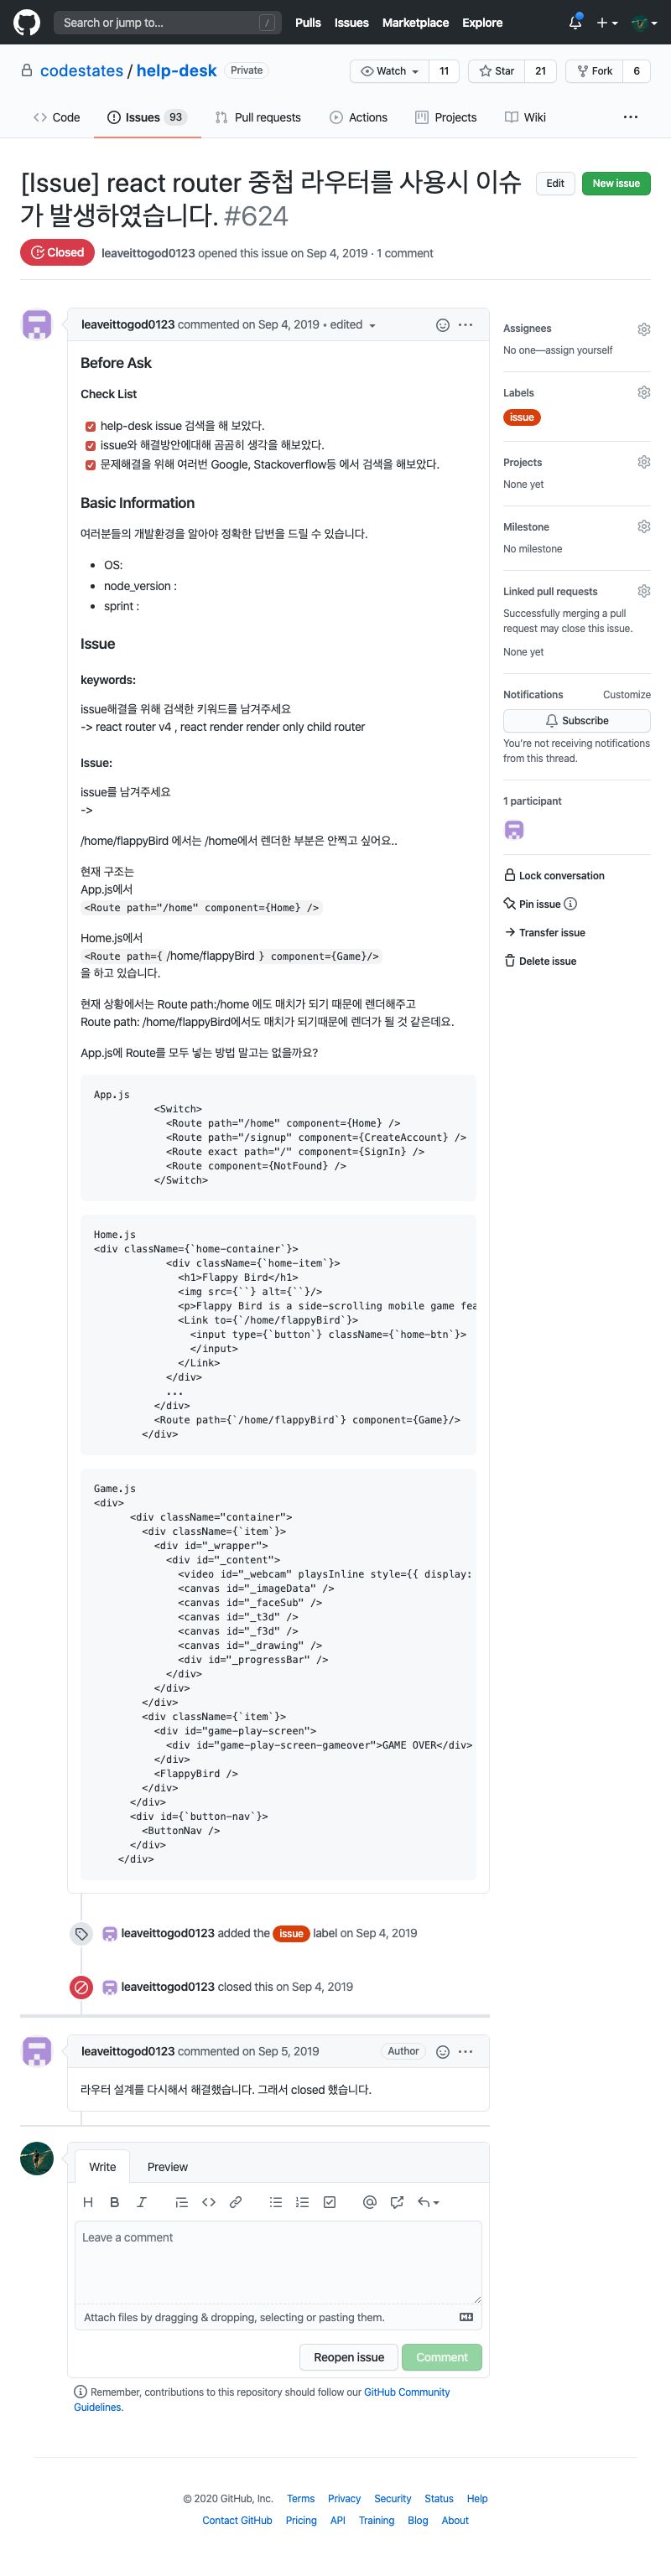 Search or jump to... /
Pulls Issues Marketplace Explore
codestates / help-desk Private
Watch 11 Star 21 Fork 6
Code Issues 93 Pull requests Actions Projects Wiki
[Issue] react router 중첩 라우터를 사용시 이슈
가 발생하였습니다. #624
Edit New issue
Closed leaveittogod0123 opened this issue on Sep 4, 2019 · 1 comment
leaveittogod0123 commented on Sep 4, 2019 • edited
Before Ask
Check List
help-desk issue 검색을 해 보았다.
issue와 해결방안에대해 곰곰히 생각을 해보았다.
문제해결을 위해 여러번 Google, Stackoverflow등 에서 검색을 해보았다.
Basic Information
여러분들의 개발환경을 알아야 정확한 답변을 드릴 수 있습니다.
OS:
node_version :
sprint :
Issue
keywords:
issue해결을 위해 검색한 키워드를 남겨주세요
-> react router v4 , react render render only child router
Issue:
issue를 남겨주세요
->
/home/flappyBird 에서는 /home에서 렌더한 부분은 안찍고 싶어요..
현재 구조는
App.js에서
<Route path="/home" component={Home} />
Home.js에서
<Route path={ /home/flappyBird } component={Game}/>
을 하고 있습니다.
현재 상황에서는 Route path:/home 에도 매치가 되기 때문에 렌더해주고
Route path: /home/flappyBird에서도 매치가 되기때문에 렌더가 될 것 같은데요.
App.js에 Route를 모두 넣는 방법 말고는 없을까요?
App.js
<Switch>
<Route path="/home" component={Home} />
<Route path="/signup" component={CreateAccount} />
<Route exact path="/" component={SignIn} />
<Route component={NotFound} />
</Switch>
Home.js
<div className={`home-container`}>
<div className={`home-item`}>
<h1>Flappy Bird</h1>
<img src={``} alt={``}/>
<p>Flappy Bird is a side-scrolling mobile game fea
<Link to={`/home/flappyBird`}>
<input type={`button`} className={`home-btn`}>
</input>
</Link>
</div>
...
</div>
<Route path={`/home/flappyBird`} component={Game}/>
</div>
Game.js
<div>
<div className="container">
<div className={`item`}>
<div id="_wrapper">
<div id="_content">
<video id="_webcam" playsInline style={{ display:
<canvas id="_imageData" />
<canvas id="_faceSub" />
<canvas id="_t3d" />
<canvas id="_f3d" />
<canvas id="_drawing" />
<div id="_progressBar" />
</div>
</div>
</div>
<div className={`item`}>
<div id="game-play-screen">
<div id="game-play-screen-gameover">GAME OVER</div>
</div>
<FlappyBird />
</div>
</div>
<div id={`button-nav`}>
<ButtonNav />
</div>
</div>
leaveittogod0123 added the issue label on Sep 4, 2019
leaveittogod0123 closed this on Sep 4, 2019
leaveittogod0123 commented on Sep 5, 2019 Author
라우터 설계를 다시해서 해결했습니다. 그래서 closed 했습니다.
Write Preview
Leave a comment
Attach files by dragging & dropping, selecting or pasting them.
Reopen issue Comment
Remember, contributions to this repository should follow our GitHub Community
Guidelines.
Assignees
No one—assign yourself
Labels
issue
Projects
None yet
Milestone
No milestone
Linked pull requests
Successfully merging a pull
request may close this issue.
None yet
Notifications Customize
Subscribe
You're not receiving notifications
from this thread.
1 participant
Lock conversation
Pin issue
Transfer issue
Delete issue
© 2020 GitHub, Inc. Terms Privacy Security Status Help
Contact GitHub Pricing API Training Blog About